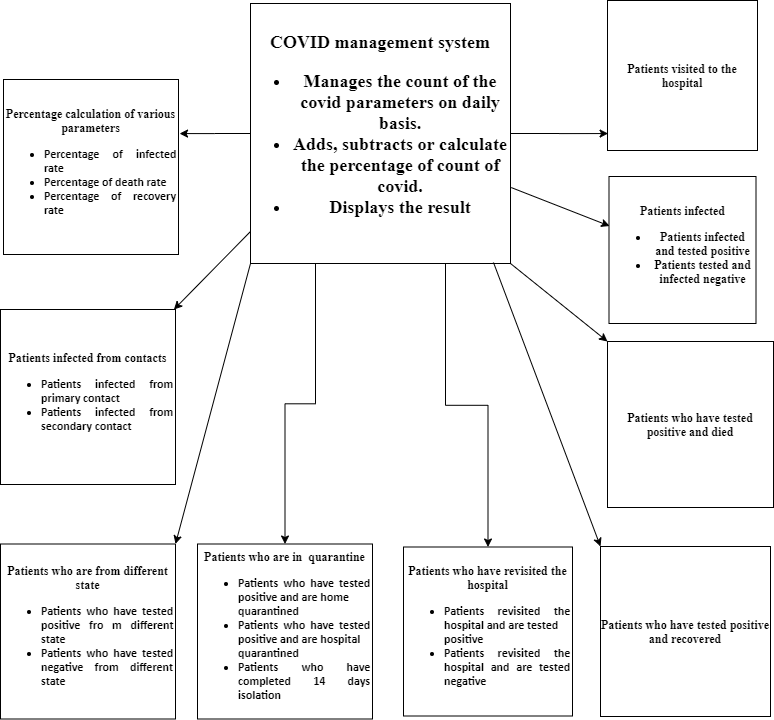 COVID management system
• Manages the count of the
covid parameters on daily
basis.
• Adds, subtracts or calculate
the percentage of count of
covid.
• Displays the result
Patients visited to the
hospital
Percentage calculation of various
parameters
• Percentage of infected
rate
• Percentage of death rate
• Percentage of recovery
rate
Patients infected
• Patients infected
and tested positive
• Patients tested and
infected negative
Patients infected from contacts
• Patients infected from
primary contact
• Patients infected from
secondary contact
Patients who have tested
positive and died
Patients who are from different
state
• Patients who have tested
positive fro m different
state
• Patients who have tested
negative from different
state
Patients who are in quarantine
• Patients who have tested
positive and are home
quarantined
• Patients who have tested
positive and are hospital
quarantined
• Patients who have
completed 14 days
isolation
Patients who have revisited the
hospital
• Patients revisited the
hospital and are tested
positive
• Patients revisited the
hospital and are tested
negative
Patients who have tested positive
and recovered